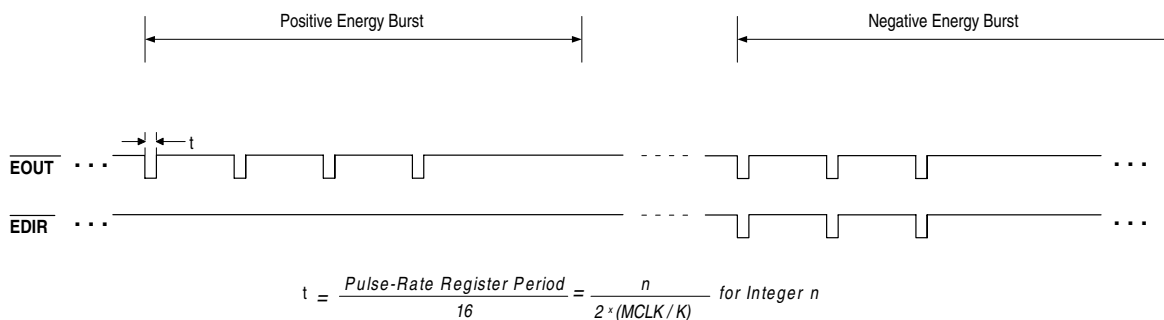 Positive Energy Burst
Negative Energy Burst
t
EOUT ... ...
EDIR ... ...
t = Pulse-Rate Register Period / 16 = n / 2 x (MCLK / K) for Integer n